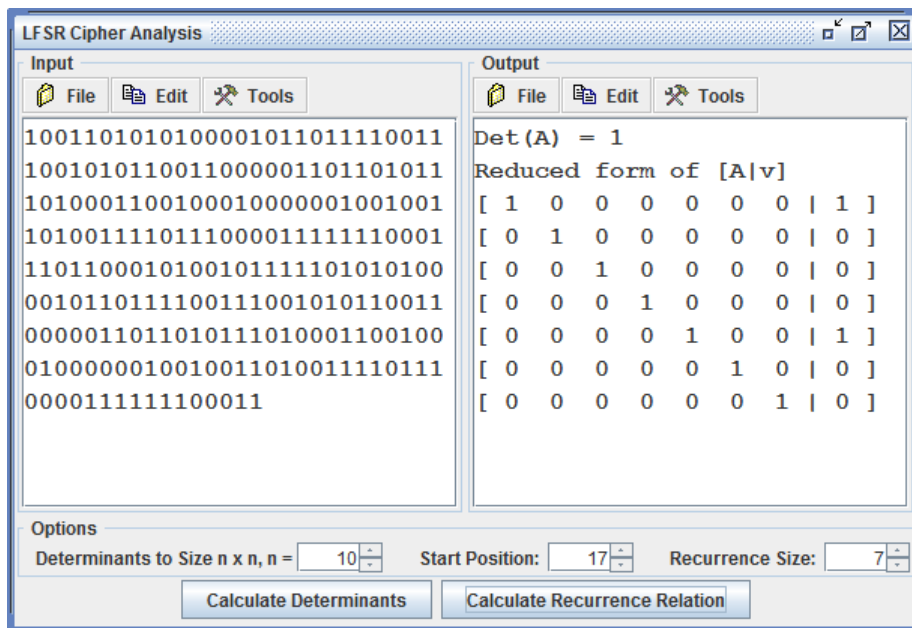 LFSR Cipher Analysis
Input
File Edit Tools
10011010101000010110111110011
1001010110011000001101101011
10100011001000100000001001001
1010011110111000011111110001
1101100010100101111101010100
0010110111100111001010110011
0000011011010111010001100100
0100000010010011010011110111
0000111111100011
Output
File Edit Tools
Det(A) = 1
Reduced form of [A|v]
[ 1 0 0 0 0 0 0 | 1 ]
[ 0 1 0 0 0 0 0 | 0 ]
[ 0 0 1 0 0 0 0 | 0 ]
[ 0 0 0 1 0 0 0 | 0 ]
[ 0 0 0 0 1 0 0 | 1 ]
[ 0 0 0 0 0 1 0 | 0 ]
[ 0 0 0 0 0 0 1 | 0 ]
Options
Determinants to Size n x n, n = 10 Start Position: 17 Recurrence Size: 7
Calculate Determinants Calculate Recurrence Relation